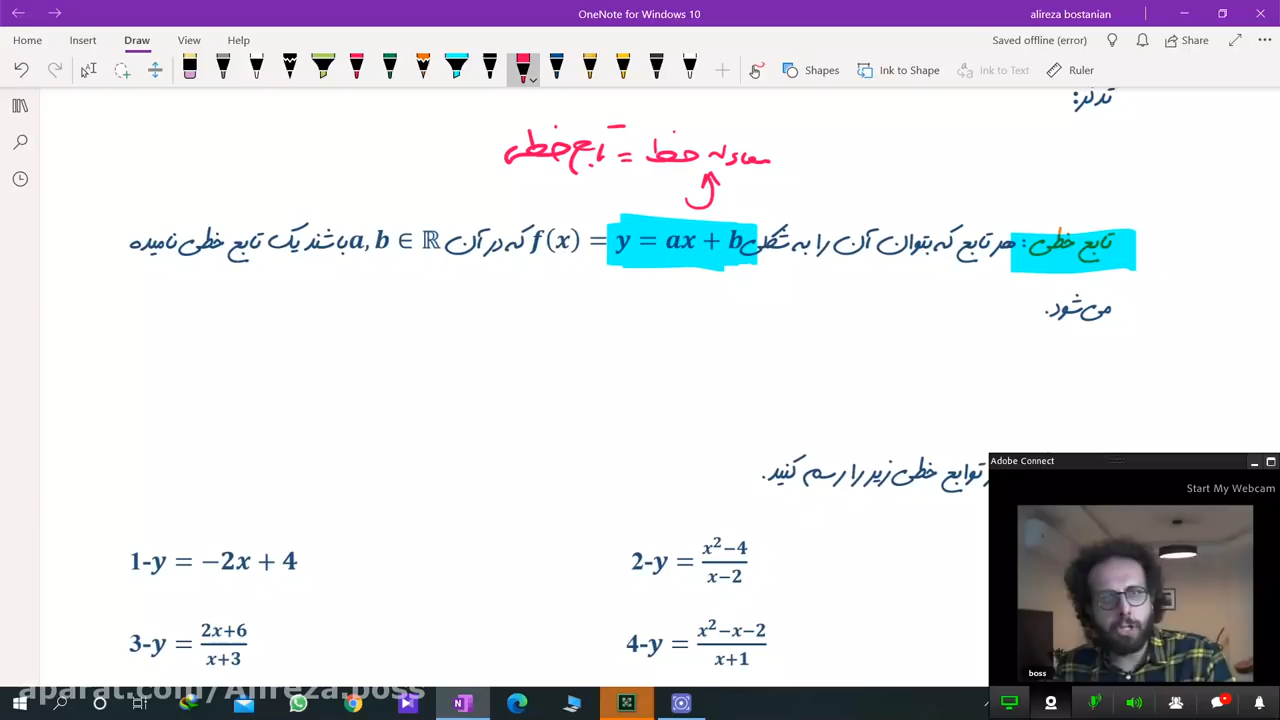 OneNote for Windows 10
alireza bostanian
Home Insert Draw View Help
Saved offline (error)
Share
Shapes
Ink to Shape
Ink to Text
Ruler
تذکر:
معادله خط = تابع خطی
تابع خطی: هر تابع که بتوان آن را به شکلی f(x) = y = ax + b که در آن a, b ∈ ℝ باشند یک تابع خطی نامیده
می‌شود.
توابع خطی زیر را رسم کنید.
1-y = −2x + 4
2-y = (x²−4)/(x−2)
3-y = (2x+6)/(x+3)
4-y = (x²−x−2)/(x+1)
Adobe Connect
Start My Webcam
boss
aparat.com/Alireza.boss